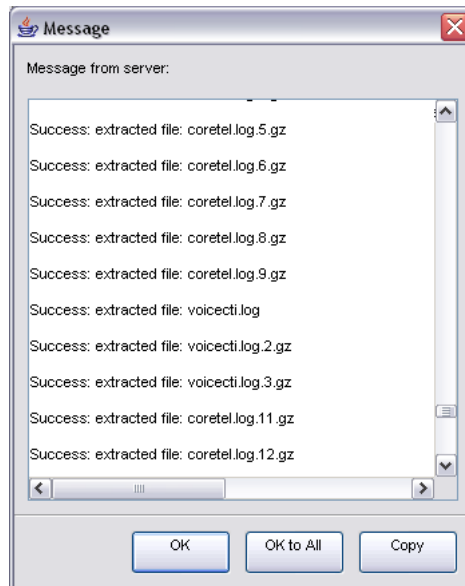 Message
Message from server:
Success: extracted file: coretel.log.5.gz
Success: extracted file: coretel.log.6.gz
Success: extracted file: coretel.log.7.gz
Success: extracted file: coretel.log.8.gz
Success: extracted file: coretel.log.9.gz
Success: extracted file: voicecti.log
Success: extracted file: voicecti.log.2.gz
Success: extracted file: voicecti.log.3.gz
Success: extracted file: coretel.log.11.gz
Success: extracted file: coretel.log.12.gz
OK
OK to All
Copy